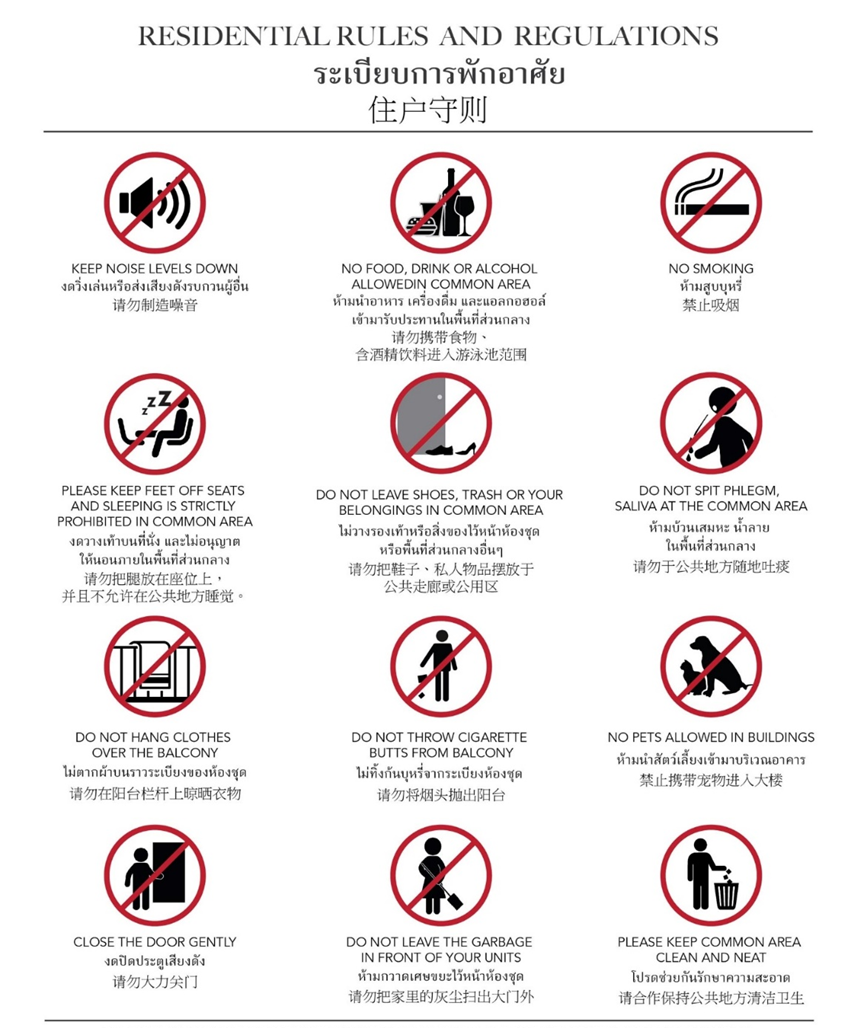 RESIDENTIAL RULES AND REGULATIONS
ระเบียบการพักอาศัย
住户守则
KEEP NOISE LEVELS DOWN
งดวิ่งเล่นหรือส่งเสียงดังรบกวนผู้อื่น
请勿制造噪音
NO FOOD, DRINK OR ALCOHOL
ALLOWEDIN COMMON AREA
ห้ามนำอาหาร เครื่องดื่ม และแอลกอฮอล์
เข้ามารับประทานในพื้นที่ส่วนกลาง
请勿携带食物、
含酒精饮料进入游泳池范围
NO SMOKING
ห้ามสูบบุหรี่
禁止吸烟
z z Z
PLEASE KEEP FEET OFF SEATS
AND SLEEPING IS STRICTLY
PROHIBITED IN COMMON AREA
งดวางเท้าบนที่นั่ง และไม่อนุญาต
ให้นอนภายในพื้นที่ส่วนกลาง
请勿把腿放在座位上，
并且不允许在公共地方睡觉。
DO NOT LEAVE SHOES, TRASH OR YOUR
BELONGINGS IN COMMON AREA
ไม่วางรองเท้าหรือสิ่งของไว้หน้าห้องชุด
หรือพื้นที่ส่วนกลางอื่นๆ
请勿把鞋子、私人物品摆放于
公共走廊或公用区
DO NOT SPIT PHLEGM,
SALIVA AT THE COMMON AREA
ห้ามบ้วนเสมหะ น้ำลาย
ในพื้นที่ส่วนกลาง
请勿于公共地方随地吐痰
DO NOT HANG CLOTHES
OVER THE BALCONY
ไม่ตากผ้าบนราวระเบียงของห้องชุด
请勿在阳台栏杆上晾晒衣物
DO NOT THROW CIGARETTE
BUTTS FROM BALCONY
ไม่ทิ้งก้นบุหรี่จากระเบียงห้องชุด
请勿将烟头抛出阳台
NO PETS ALLOWED IN BUILDINGS
ห้ามนำสัตว์เลี้ยงเข้ามาบริเวณอาคาร
禁止携带宠物进入大楼
CLOSE THE DOOR GENTLY
งดปิดประตูเสียงดัง
请勿大力关门
DO NOT LEAVE THE GARBAGE
IN FRONT OF YOUR UNITS
ห้ามกวาดเศษขยะไว้หน้าห้องชุด
请勿把家里的灰尘扫出大门外
PLEASE KEEP COMMON AREA
CLEAN AND NEAT
โปรดช่วยกันรักษาความสะอาด
请合作保持公共地方清洁卫生